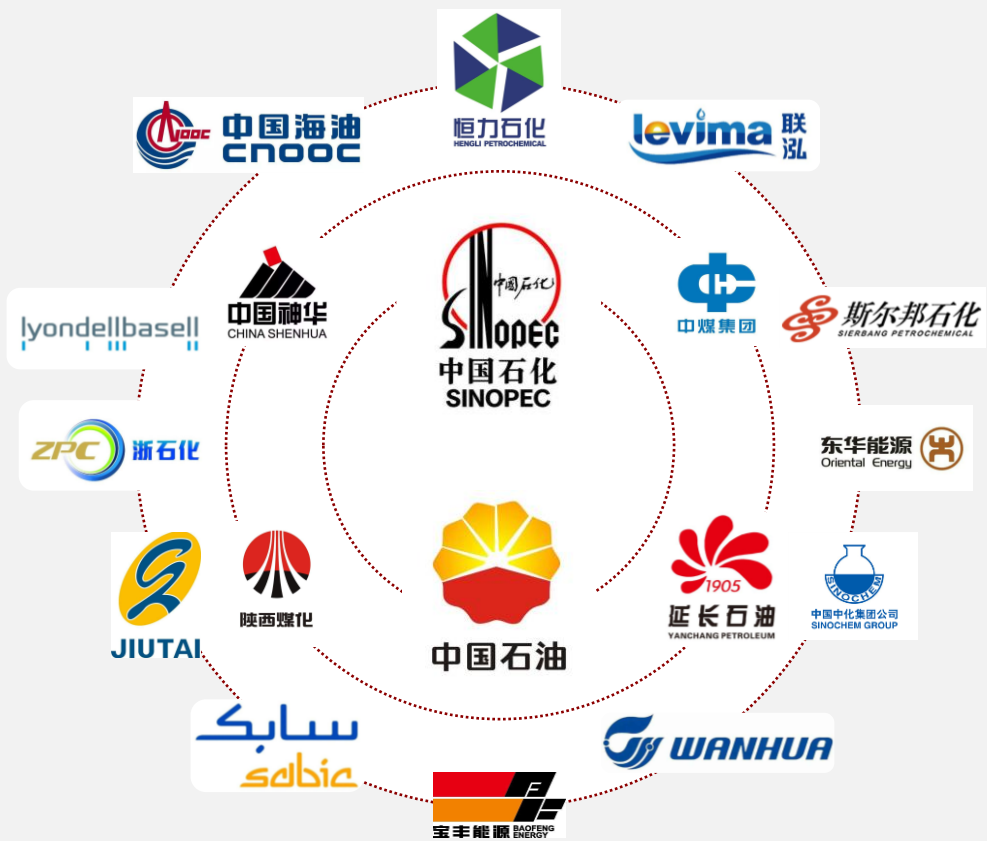 恒力石化
HENGLI PETROCHEMICAL
CNOOC
中国海油
CNOOC
levima 联泓
中国神华
CHINA SHENHUA
中国石化
SINOPEC
中国石化
SINOPEC
中煤集团
斯尔邦石化
SIERBANG PETROCHEMICAL
lyondellbasell
ZPC 浙石化
东华能源
Oriental Energy
JIUTAI
陕西煤化
中国石油
1905
延长石油
YANCHANG PETROLEUM
SINOCHEM
中国中化集团公司
SINOCHEM GROUP
سابك
sabic
WANHUA
宝丰能源 BAOFENG ENERGY